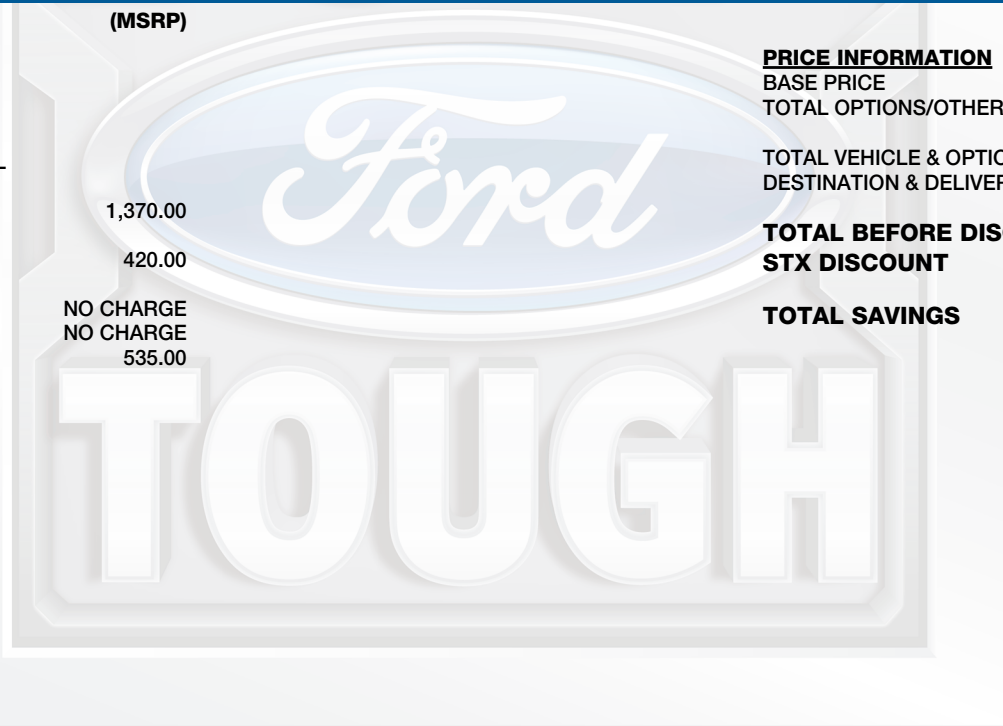 (MSRP)
1,370.00
420.00
NO CHARGE
NO CHARGE
535.00
PRICE INFORMATION
BASE PRICE
TOTAL OPTIONS/OTHER
TOTAL VEHICLE & OPTIO
DESTINATION & DELIVER
TOTAL BEFORE DISC
STX DISCOUNT
TOTAL SAVINGS
Ford
TOUGH